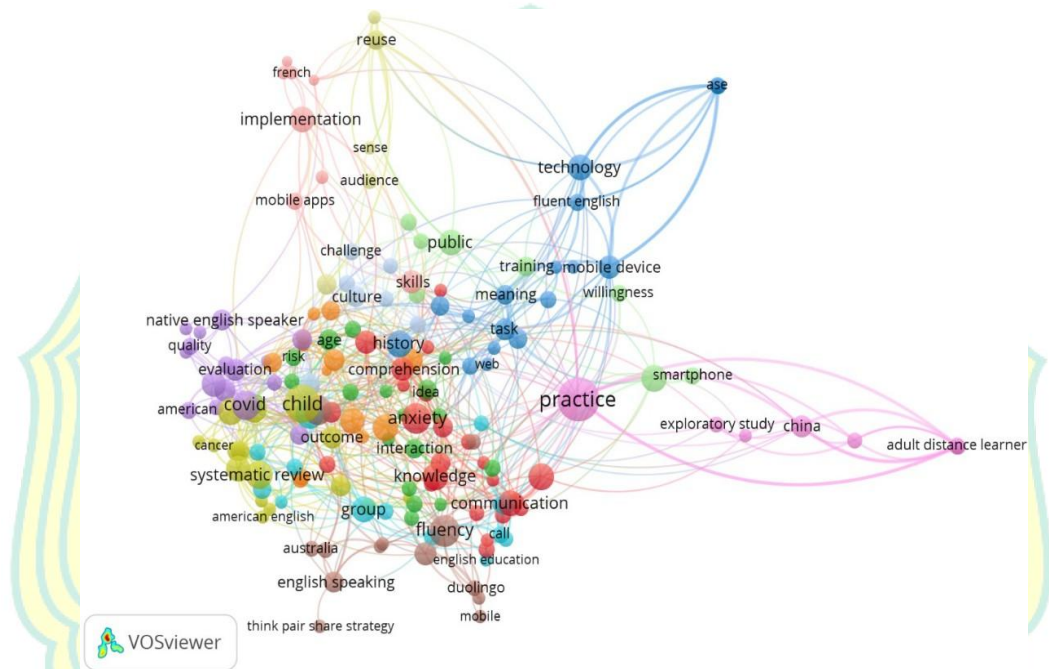 reuse
french
ase
implementation
sense
technology
audience
mobile apps
fluent english
public
challenge
training
mobile device
skills
willingness
culture
meaning
native english speaker
task
age
history
quality
risk
web
evaluation
comprehension
smartphone
idea
american
covid
child
practice
anxiety
exploratory study
china
outcome
cancer
interaction
adult distance learner
systematic review
knowledge
american english
group
communication
fluency
call
australia
english education
english speaking
duolingo
mobile
think pair share strategy
VOSviewer